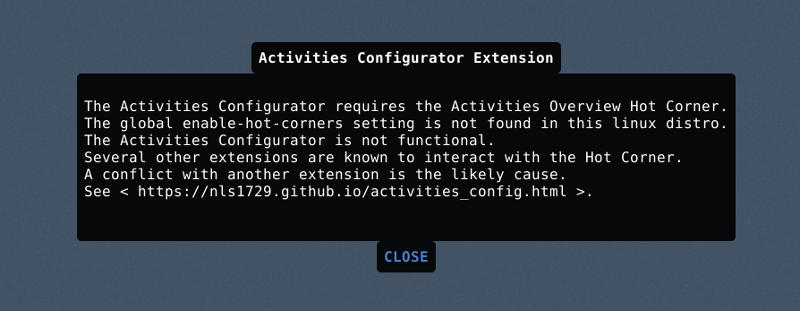 Activities Configurator Extension
The Activities Configurator requires the Activities Overview Hot Corner.
The global enable-hot-corners setting is not found in this linux distro.
The Activities Configurator is not functional.
Several other extensions are known to interact with the Hot Corner.
A conflict with another extension is the likely cause.
See < https://nls1729.github.io/activities_config.html >.
CLOSE